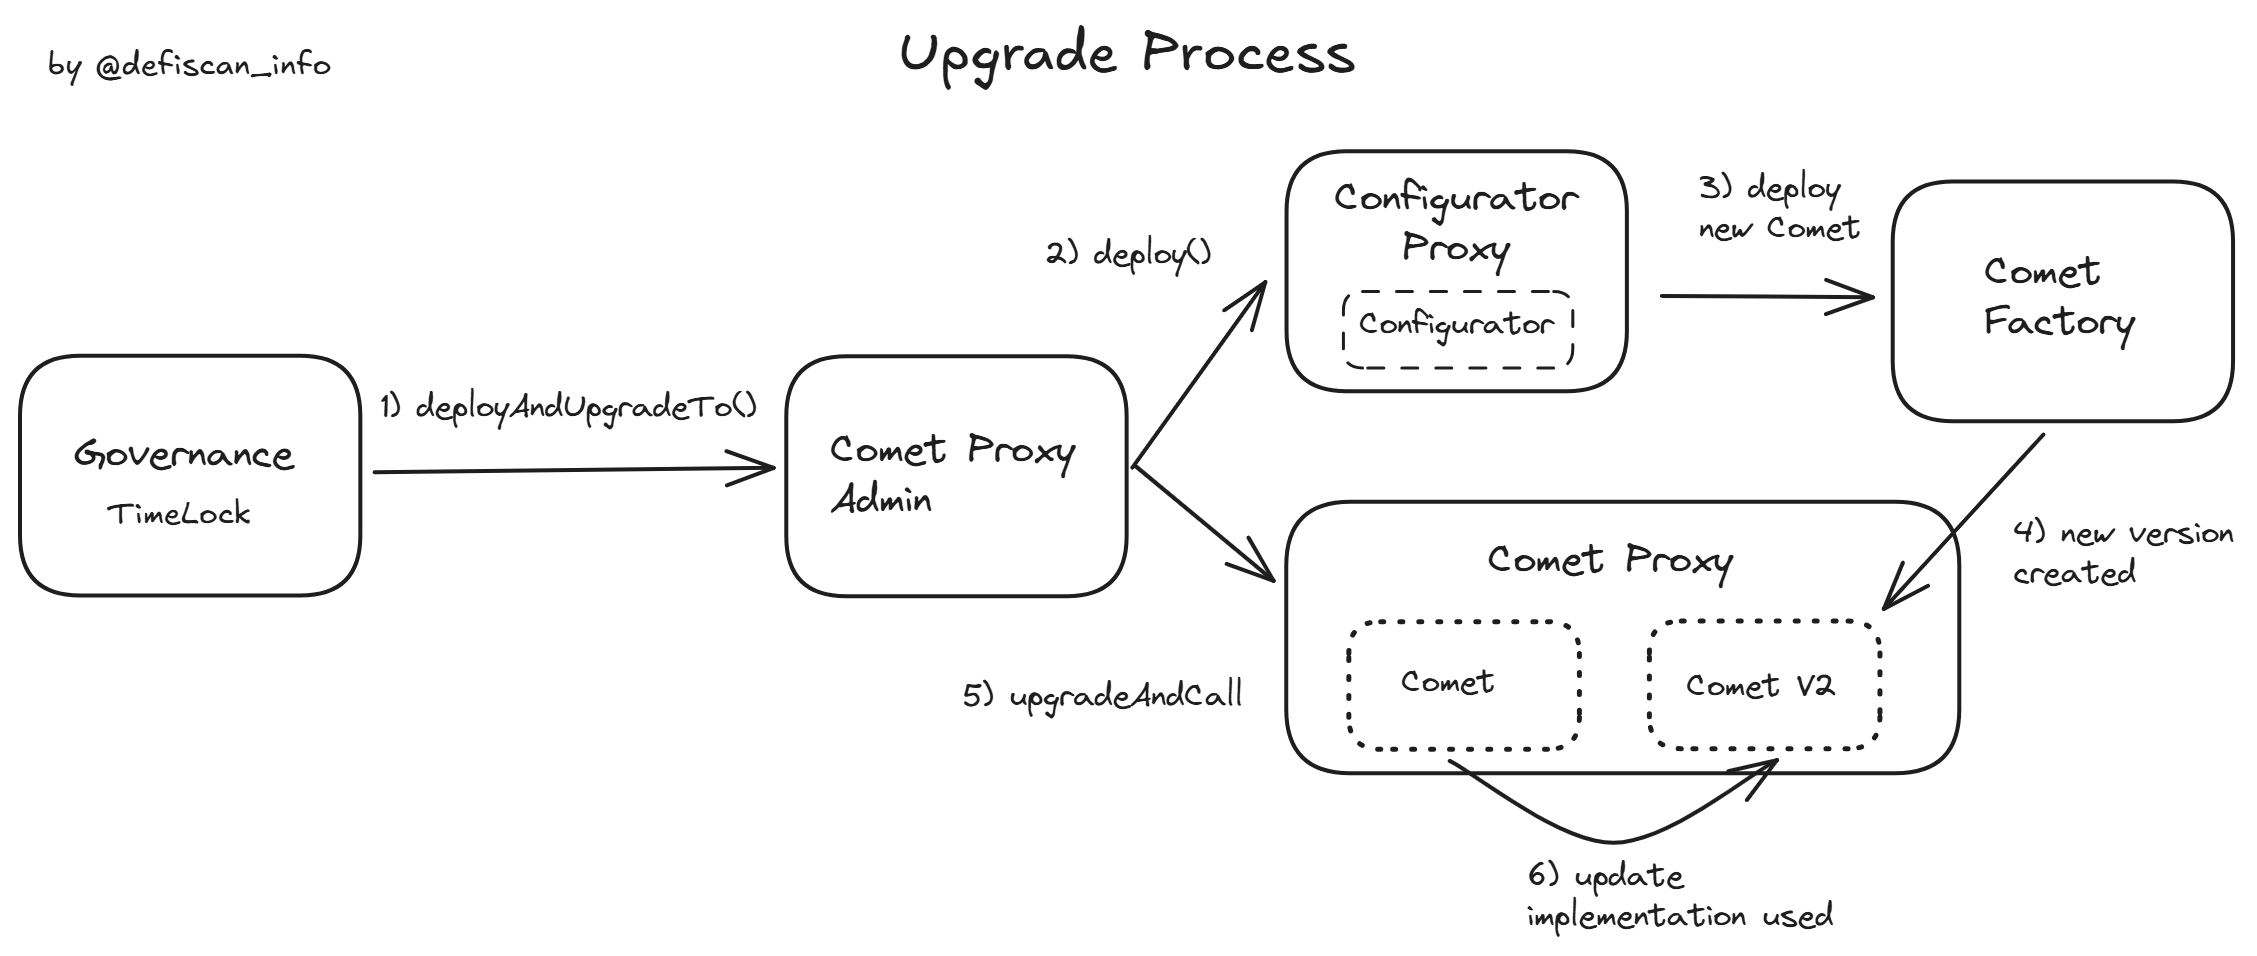 by @defiscan_info
Upgrade Process
Governance
TimeLock
1) deployAndUpgradeTo()
Comet Proxy
Admin
2) deploy()
Configurator
Proxy
Configurator
3) deploy
new Comet
Comet
Factory
4) new version
created
Comet Proxy
Comet
Comet V2
5) upgradeAndCall
6) update
implementation used